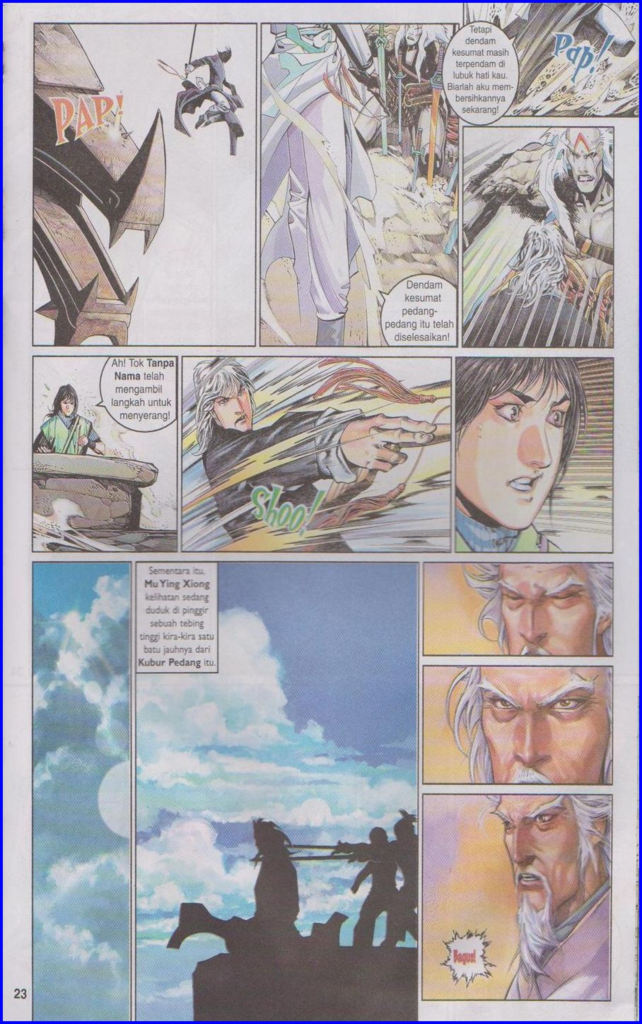 PAP!
Dendam
kesumat
pedang-
pedang itu telah
diselesaikan!
Tetapi
dendam
kesumat masih
terpendam di
lubuk hati kau.
Biarlah aku mem-
bersihkannya
sekarang!
Pap!
Ah! Tok Tanpa
Nama telah
mengambil
langkah untuk
menyerang!
Shoo!
Sementara itu,
Mu Ying Xiong
kelihatan sedang
duduk di pinggir
sebuah tebing
tinggi kira-kira satu
batu jauhnya dari
Kubur Pedang itu.
Bagus!
23